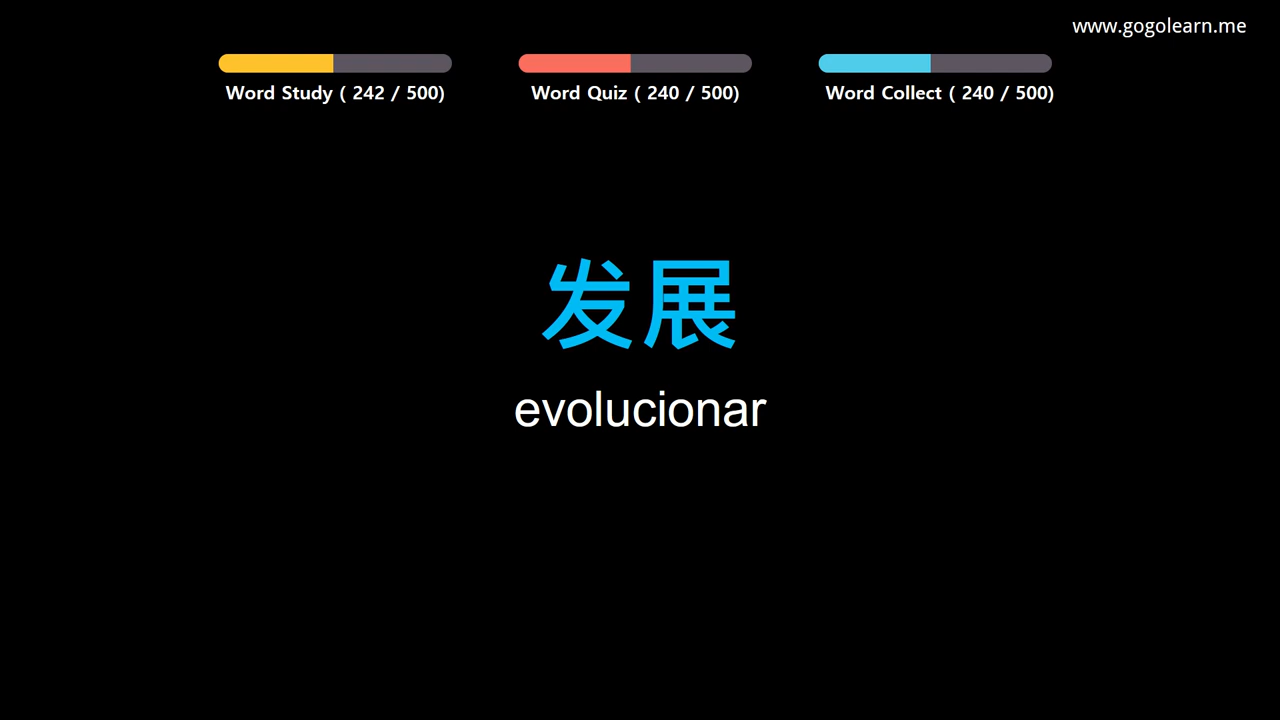 www.gogolearn.me
Word Study ( 242 / 500)
Word Quiz ( 240 / 500)
Word Collect ( 240 / 500)
发展
evolucionar